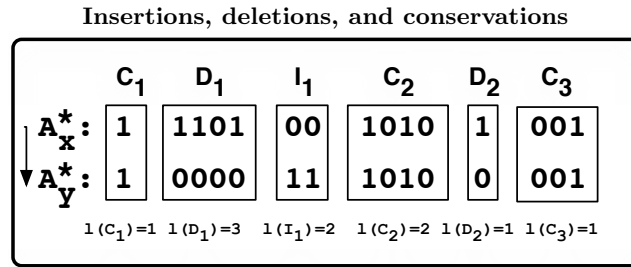 Insertions, deletions, and conservations
C1 D1 I1 C2 D2 C3
A*x: 1 1101 00 1010 1 001
A*y: 1 0000 11 1010 0 001
l(C1)=1 l(D1)=3 l(I1)=2 l(C2)=2 l(D2)=1 l(C3)=1